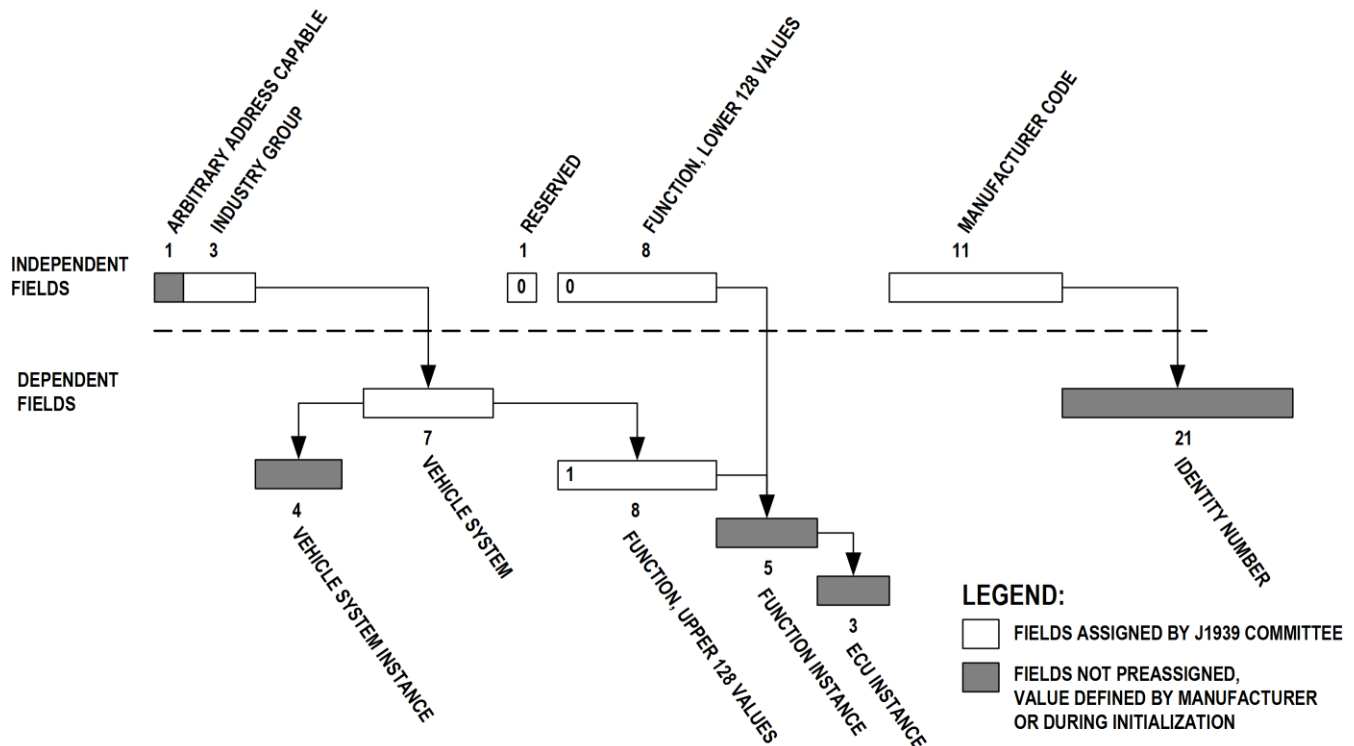 ARBITRARY ADDRESS CAPABLE
INDUSTRY GROUP
RESERVED
FUNCTION, LOWER 128 VALUES
MANUFACTURER CODE
1
3
1
8
11
INDEPENDENT
FIELDS
0
0
DEPENDENT
FIELDS
7
VEHICLE SYSTEM
21
IDENTITY NUMBER
1
4
VEHICLE SYSTEM INSTANCE
8
FUNCTION, UPPER 128 VALUES
5
FUNCTION INSTANCE
3
ECU INSTANCE
LEGEND:
FIELDS ASSIGNED BY J1939 COMMITTEE
FIELDS NOT PREASSIGNED,
VALUE DEFINED BY MANUFACTURER
OR DURING INITIALIZATION